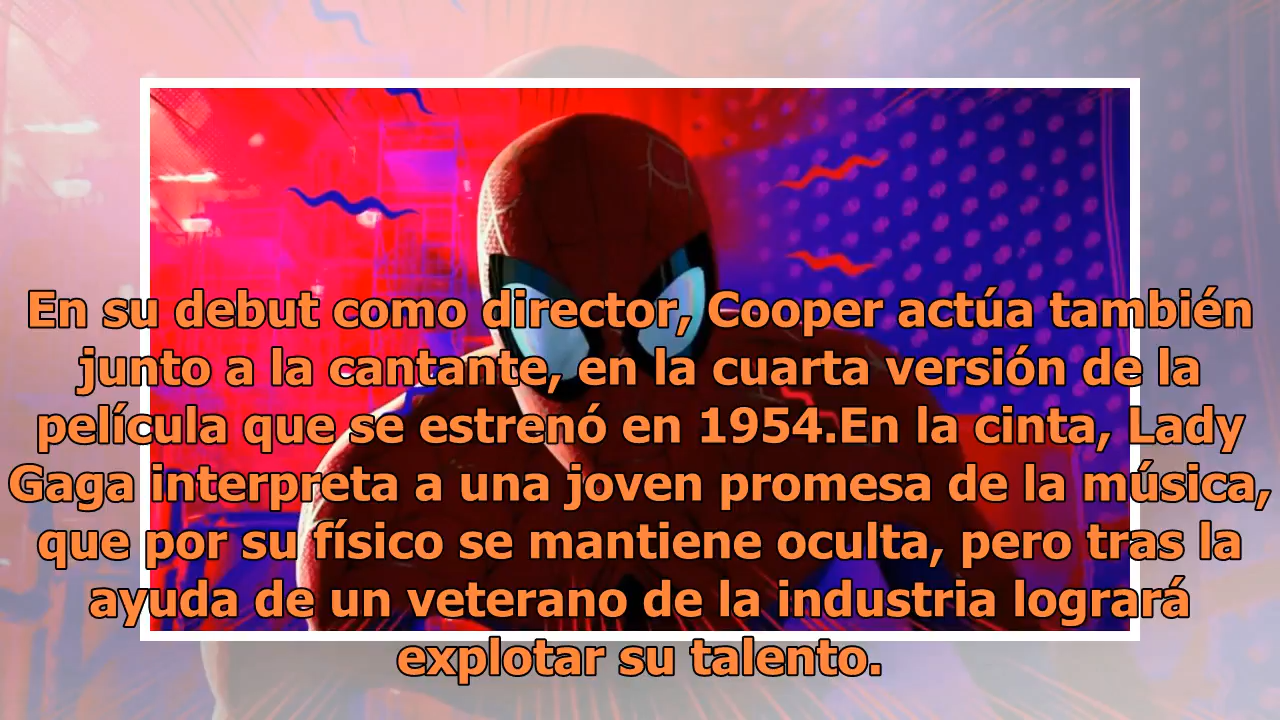 En su debut como director, Cooper actúa también
junto a la cantante, en la cuarta versión de la
película que se estrenó en 1954.En la cinta, Lady
Gaga interpreta a una joven promesa de la música,
que por su físico se mantiene oculta, pero tras la
ayuda de un veterano de la industria logrará
explotar su talento.